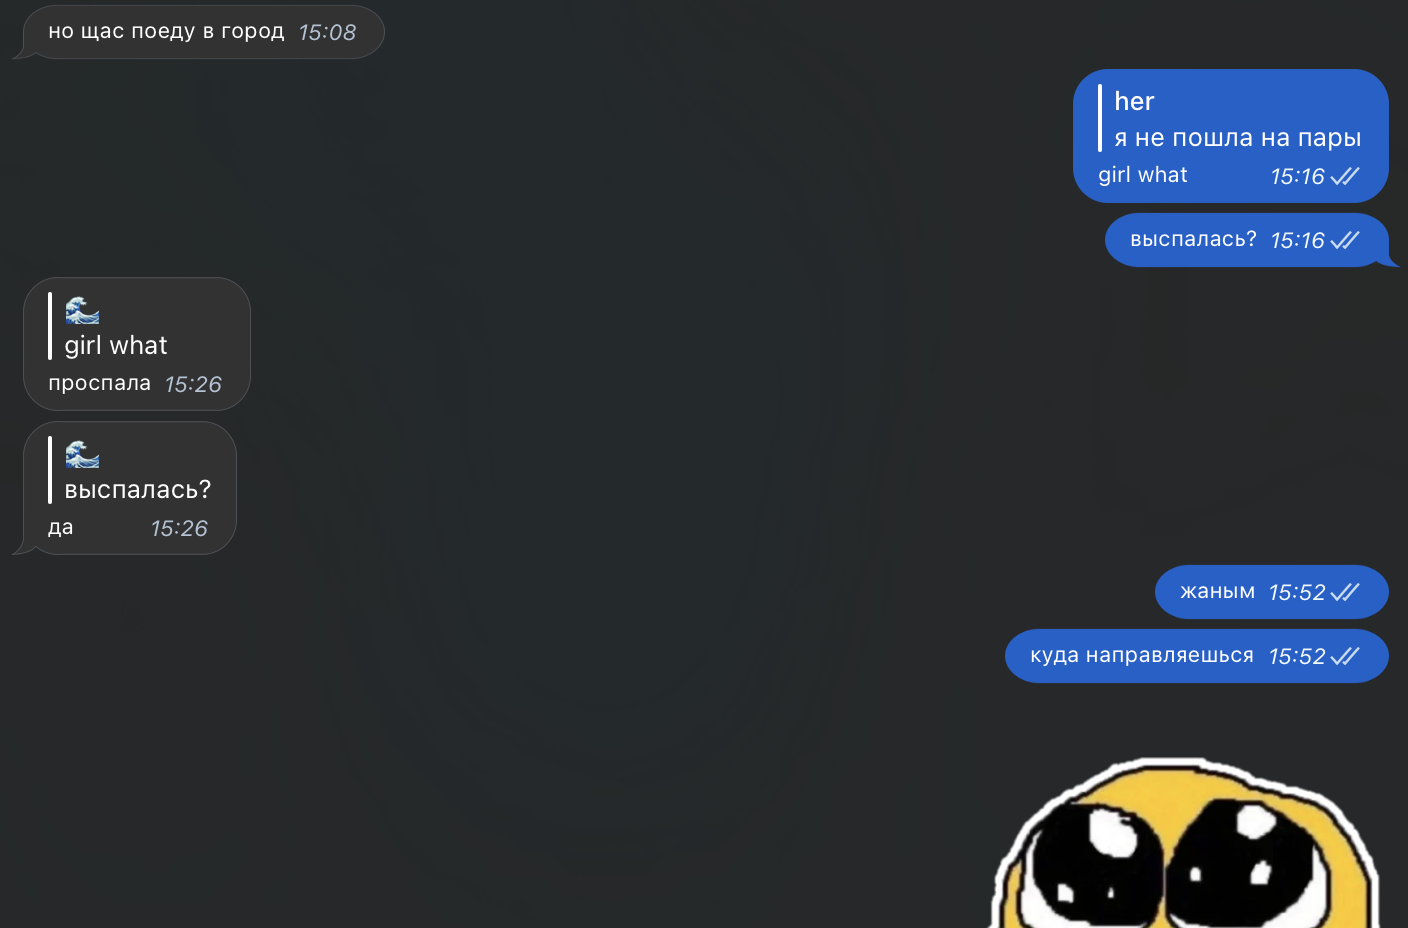 но щас поеду в город 15:08
her
я не пошла на пары
girl what 15:16
выспалась? 15:16
girl what
проспала 15:26
выспалась?
да 15:26
жаным 15:52
куда направляешься 15:52